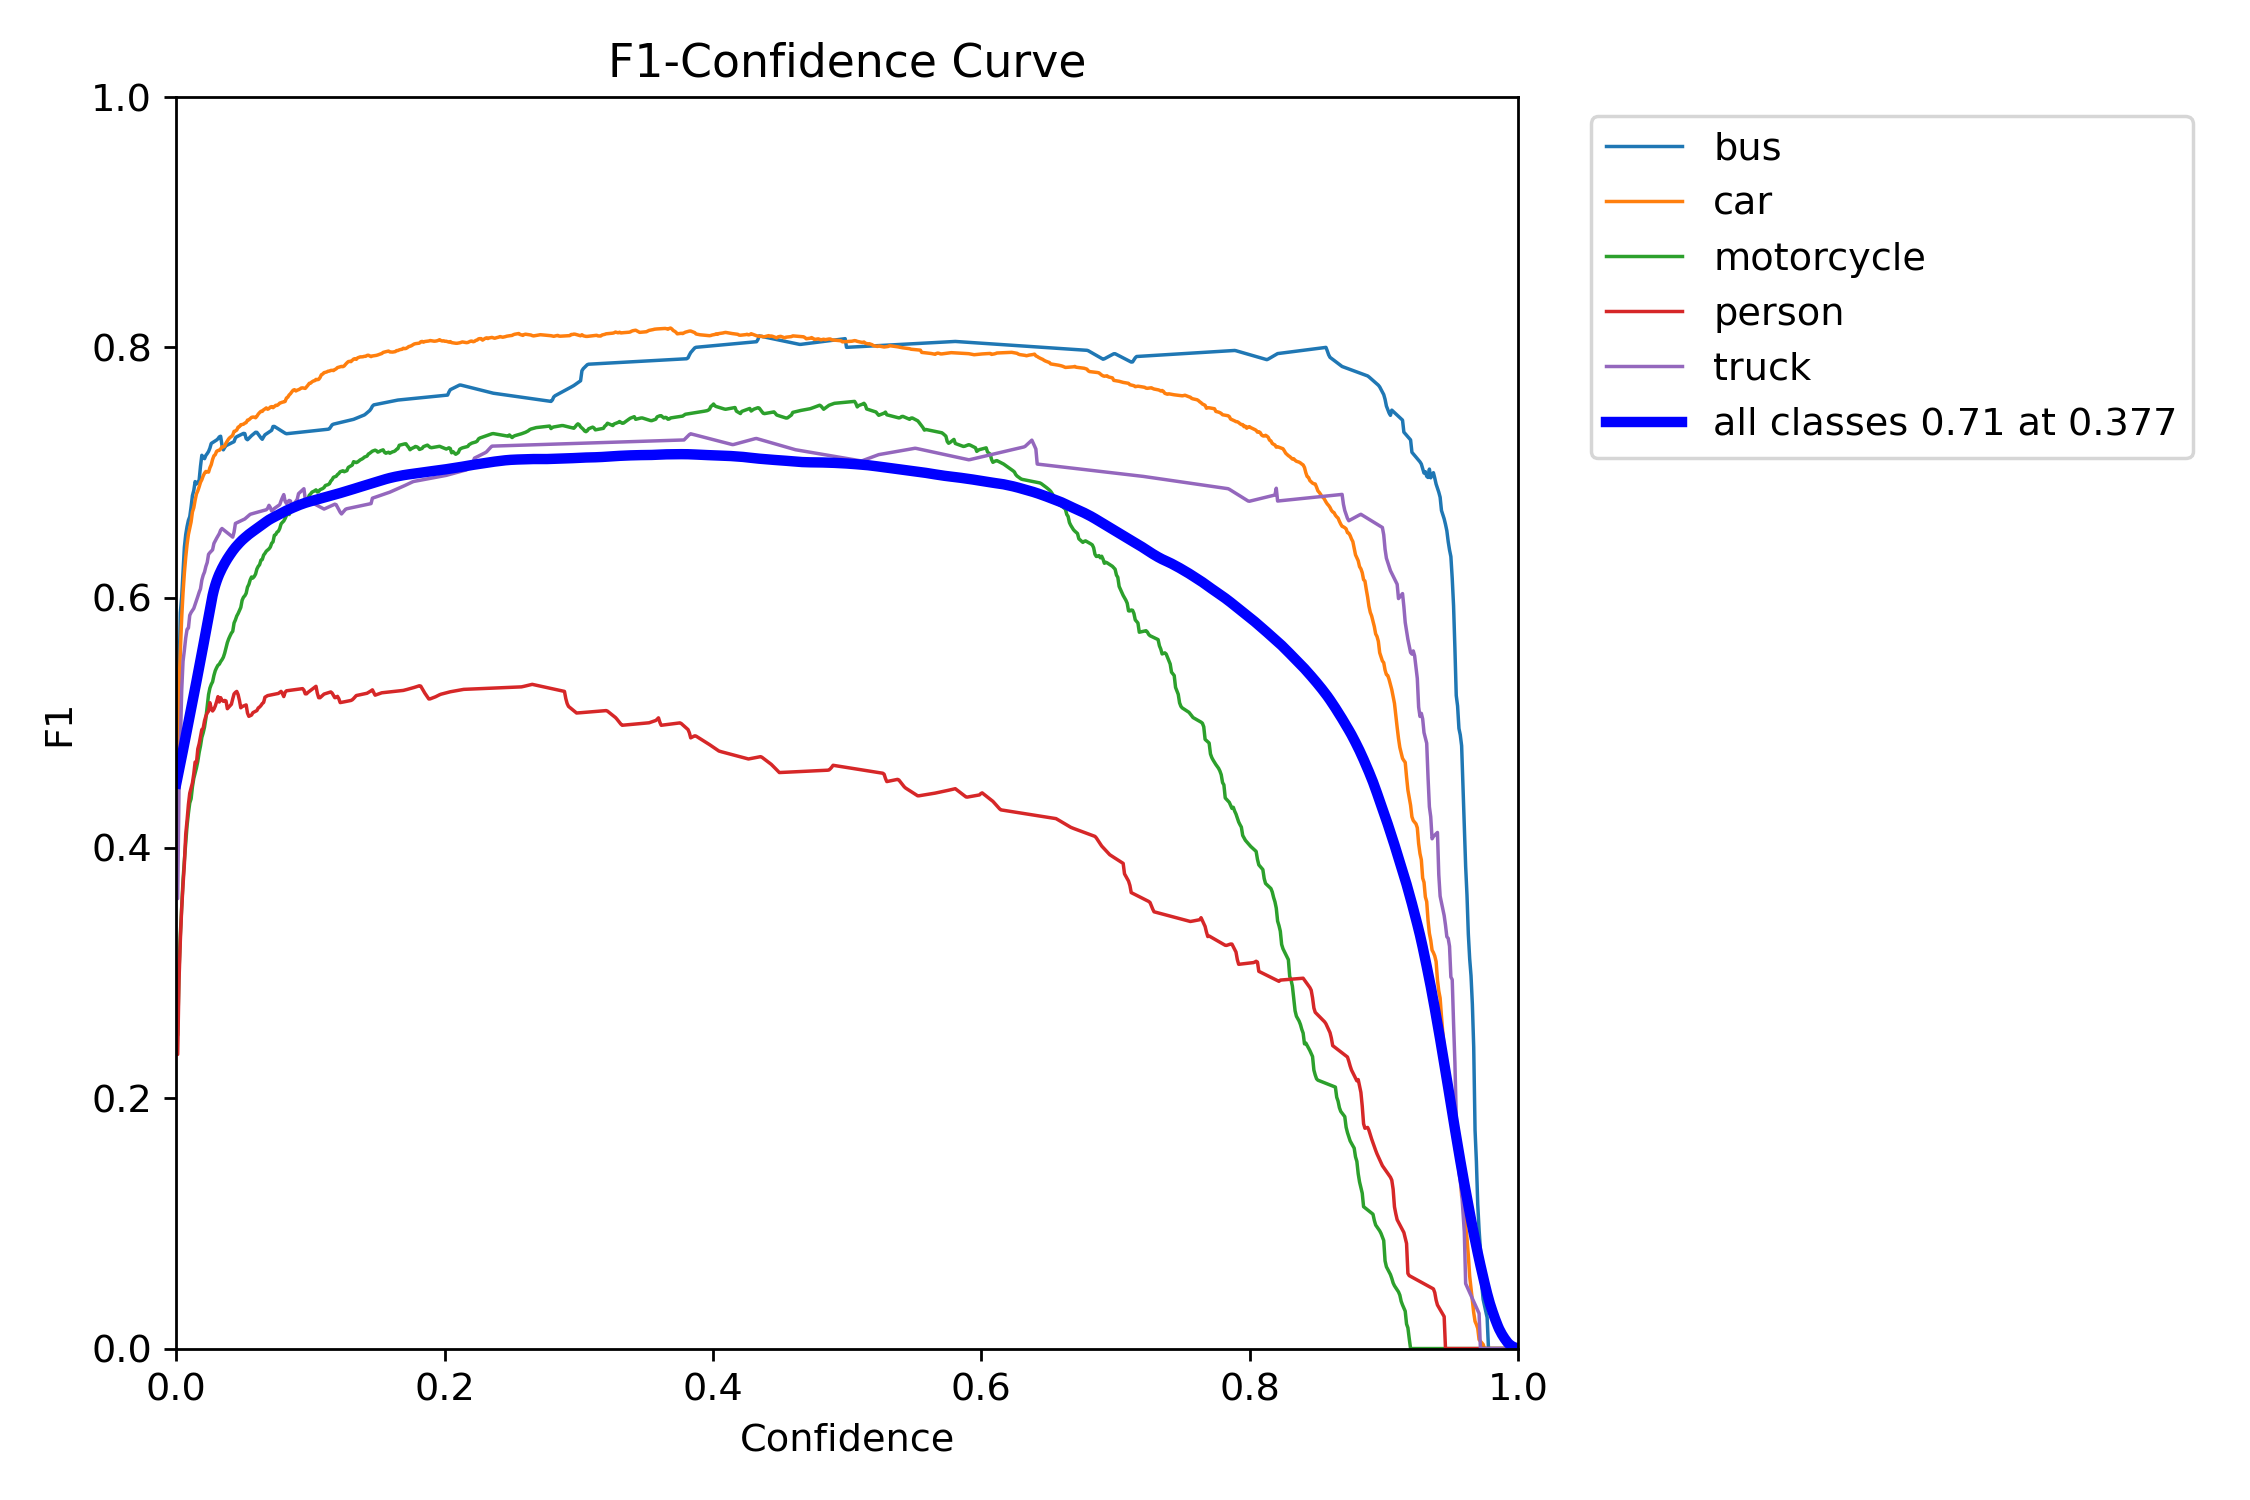 F1-Confidence Curve
1.0
0.8
0.6
0.4
0.2
0.0
F1
0.0 0.2 0.4 0.6 0.8 1.0
Confidence
bus
car
motorcycle
person
truck
all classes 0.71 at 0.377